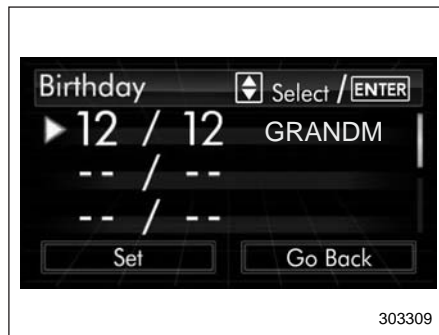 Birthday Select / ENTER
12 / 12 GRANDM
-- / --
-- / --
Set Go Back
303309